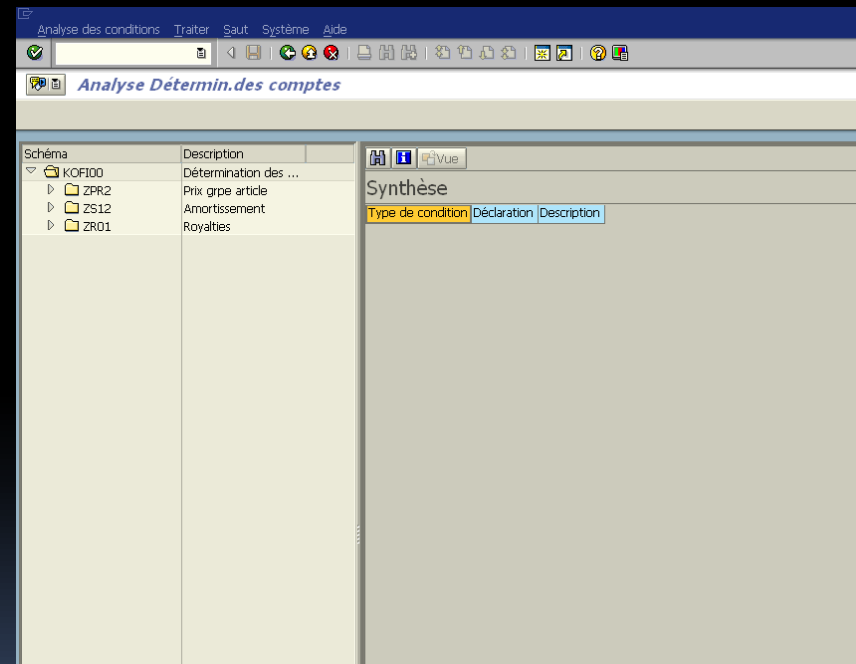 Analyse des conditions Traiter Saut Système Aide
Analyse Détermin.des comptes
Schéma Description
KOFI00 Détermination des ...
ZPR2 Prix grpe article
ZS12 Amortissement
ZR01 Royalties
Vue
Synthèse
Type de condition Déclaration Description